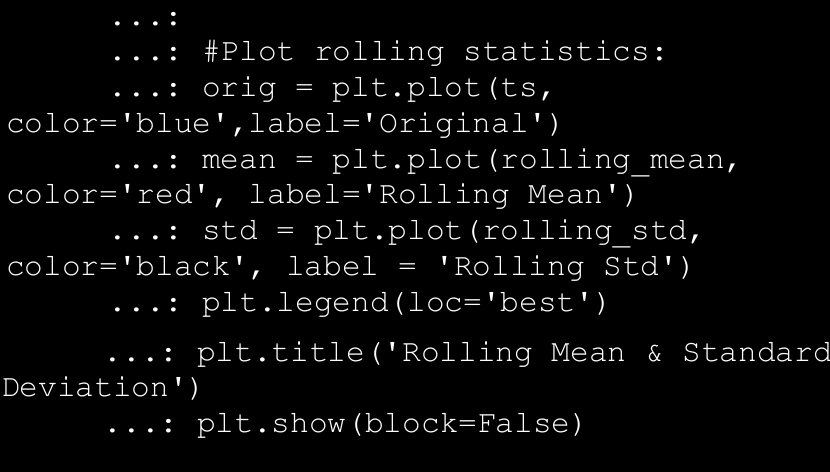 ...:
...: #Plot rolling statistics:
...: orig = plt.plot(ts,
color='blue',label='Original')
...: mean = plt.plot(rolling_mean,
color='red', label='Rolling Mean')
...: std = plt.plot(rolling_std,
color='black', label = 'Rolling Std')
...: plt.legend(loc='best')
...: plt.title('Rolling Mean & Standard
Deviation')
...: plt.show(block=False)